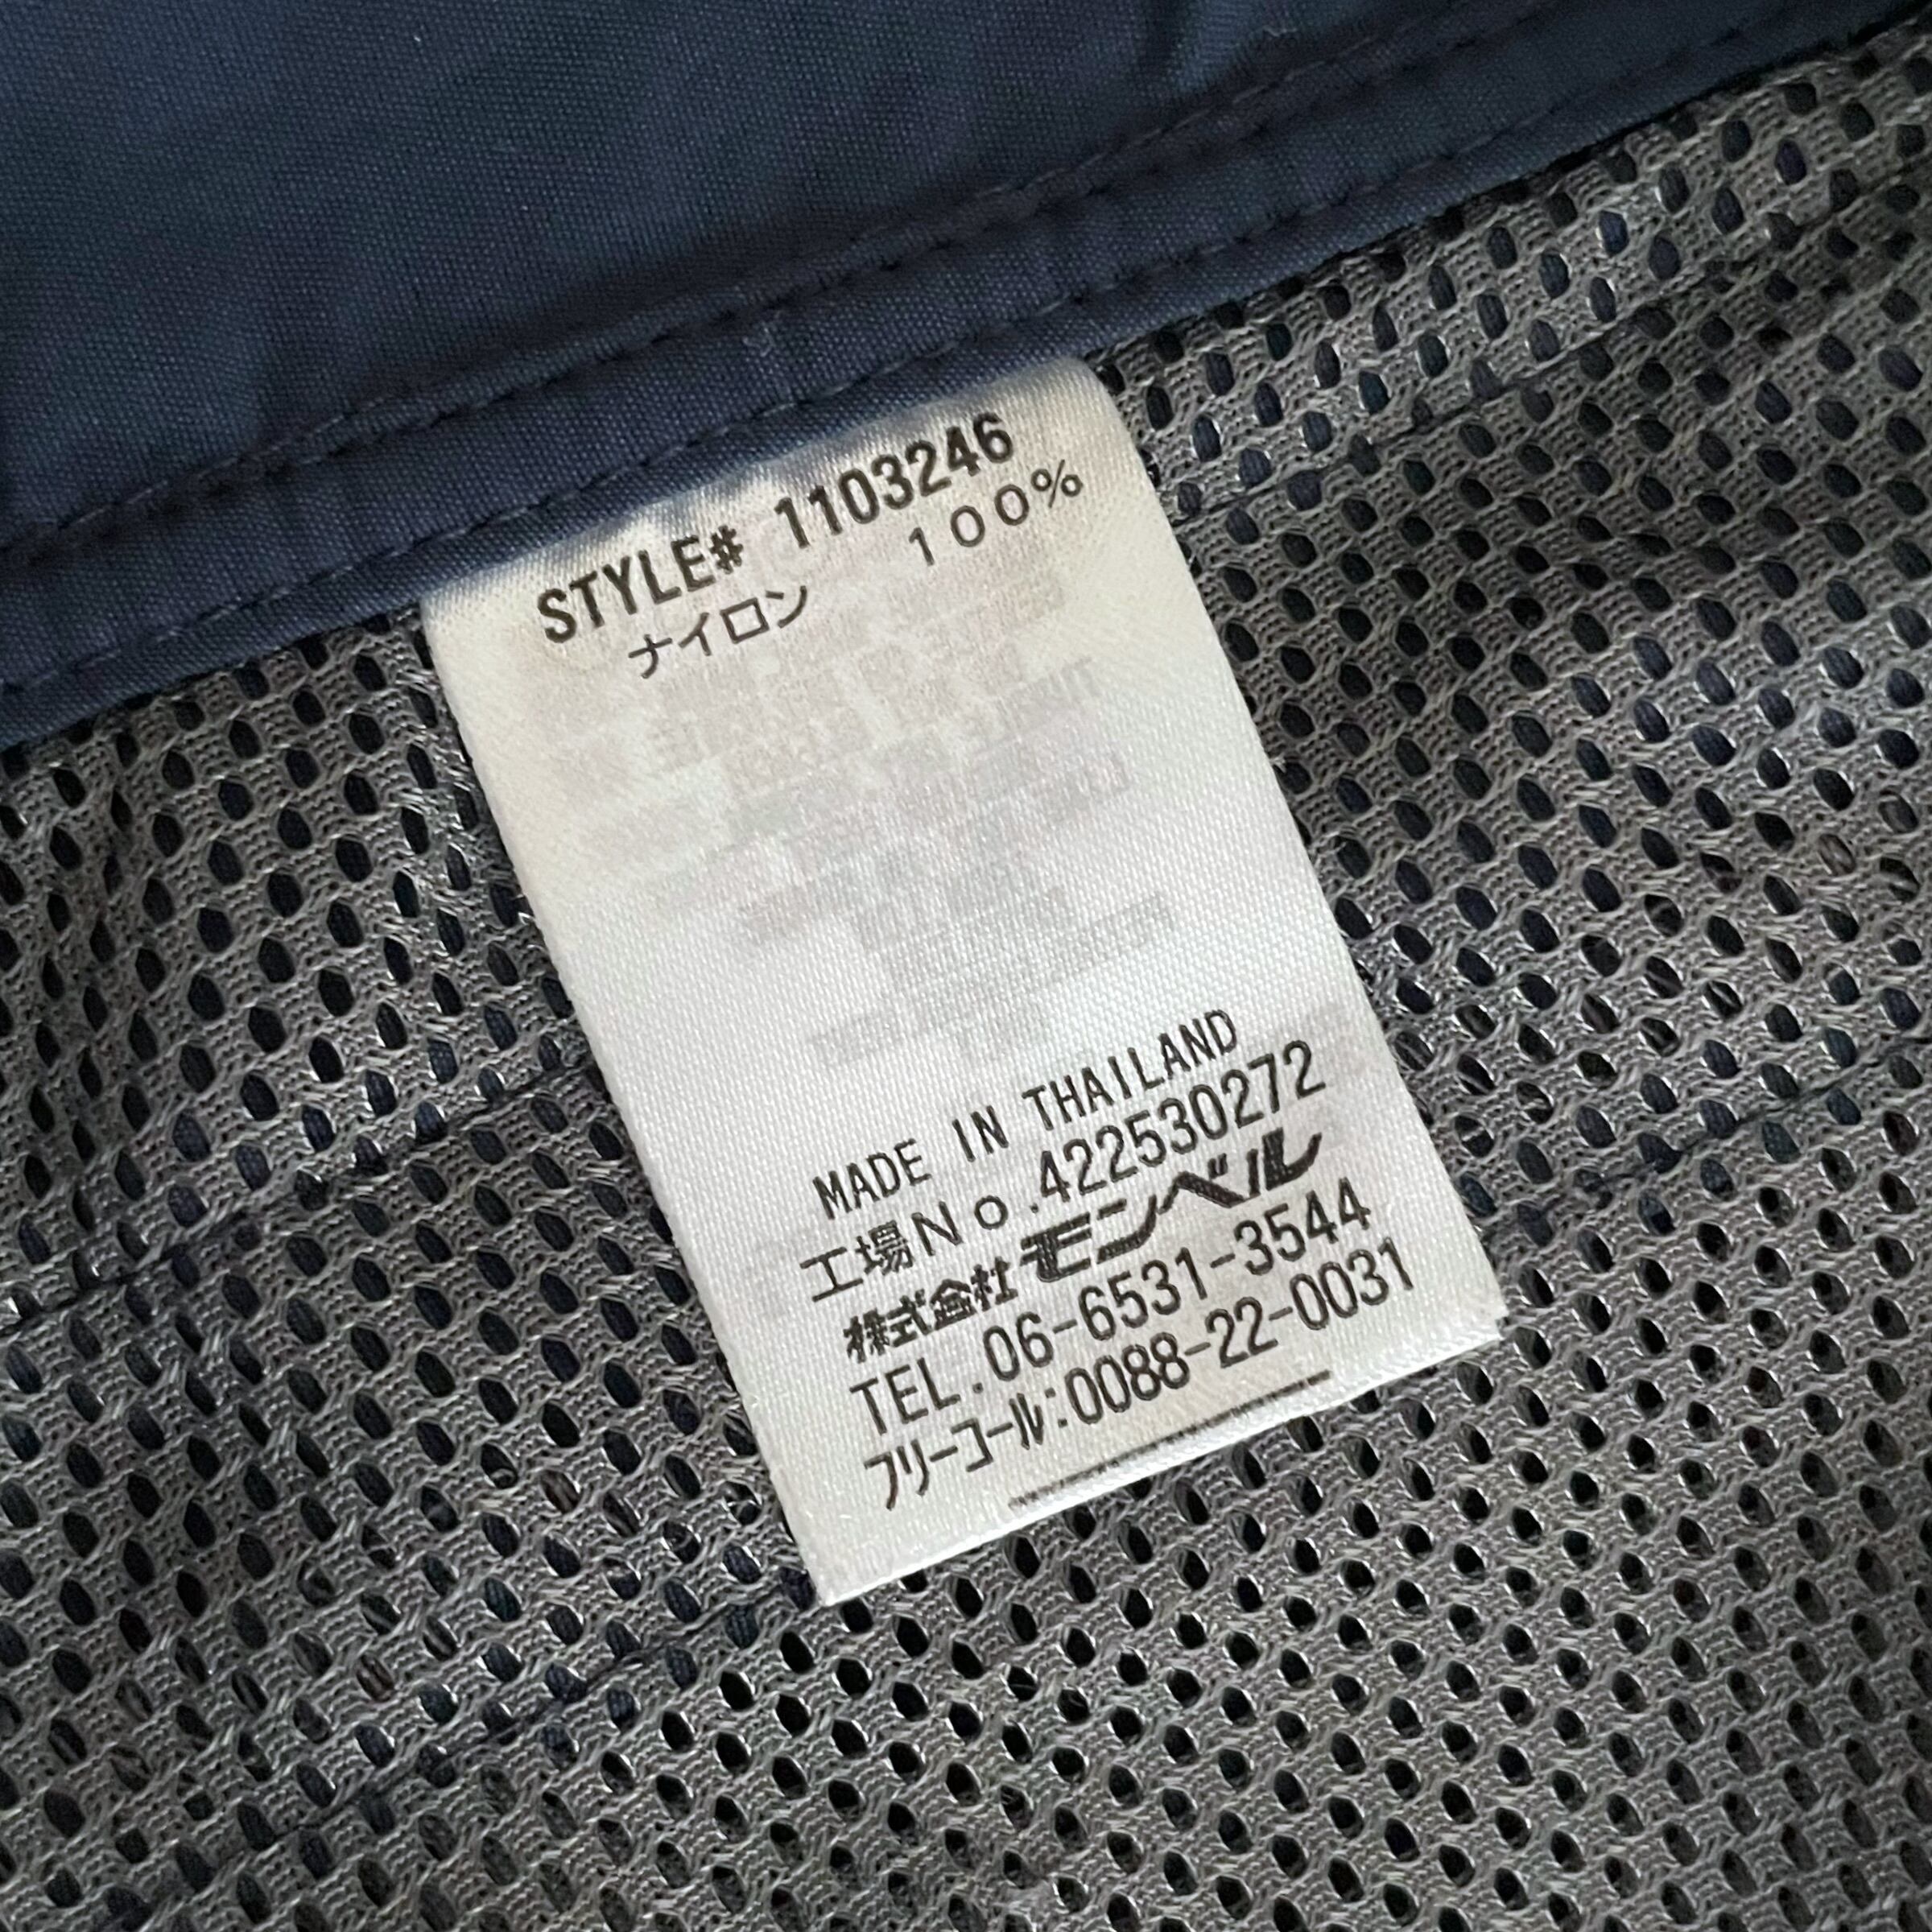 STYLE# 1103246
ナイロン 100%
MADE IN THAILAND
工場No.422530272
株式会社モンベル
TEL.06-6531-3544
フリーコール:0088-22-0031